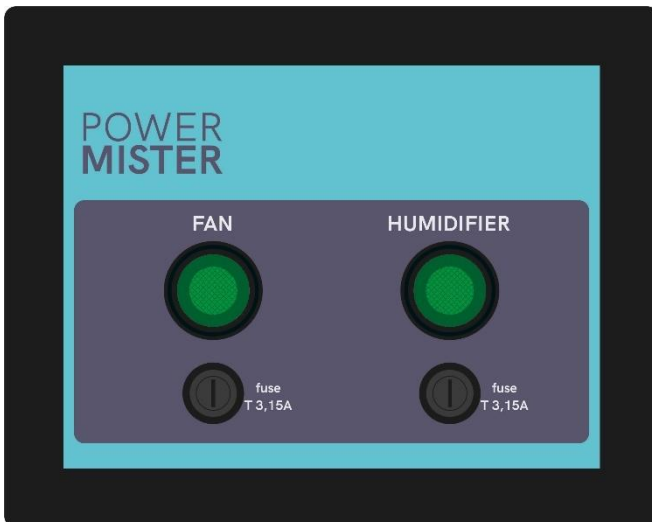 POWER
MISTER
FAN
HUMIDIFIER
fuse
T 3,15A
fuse
T 3,15A